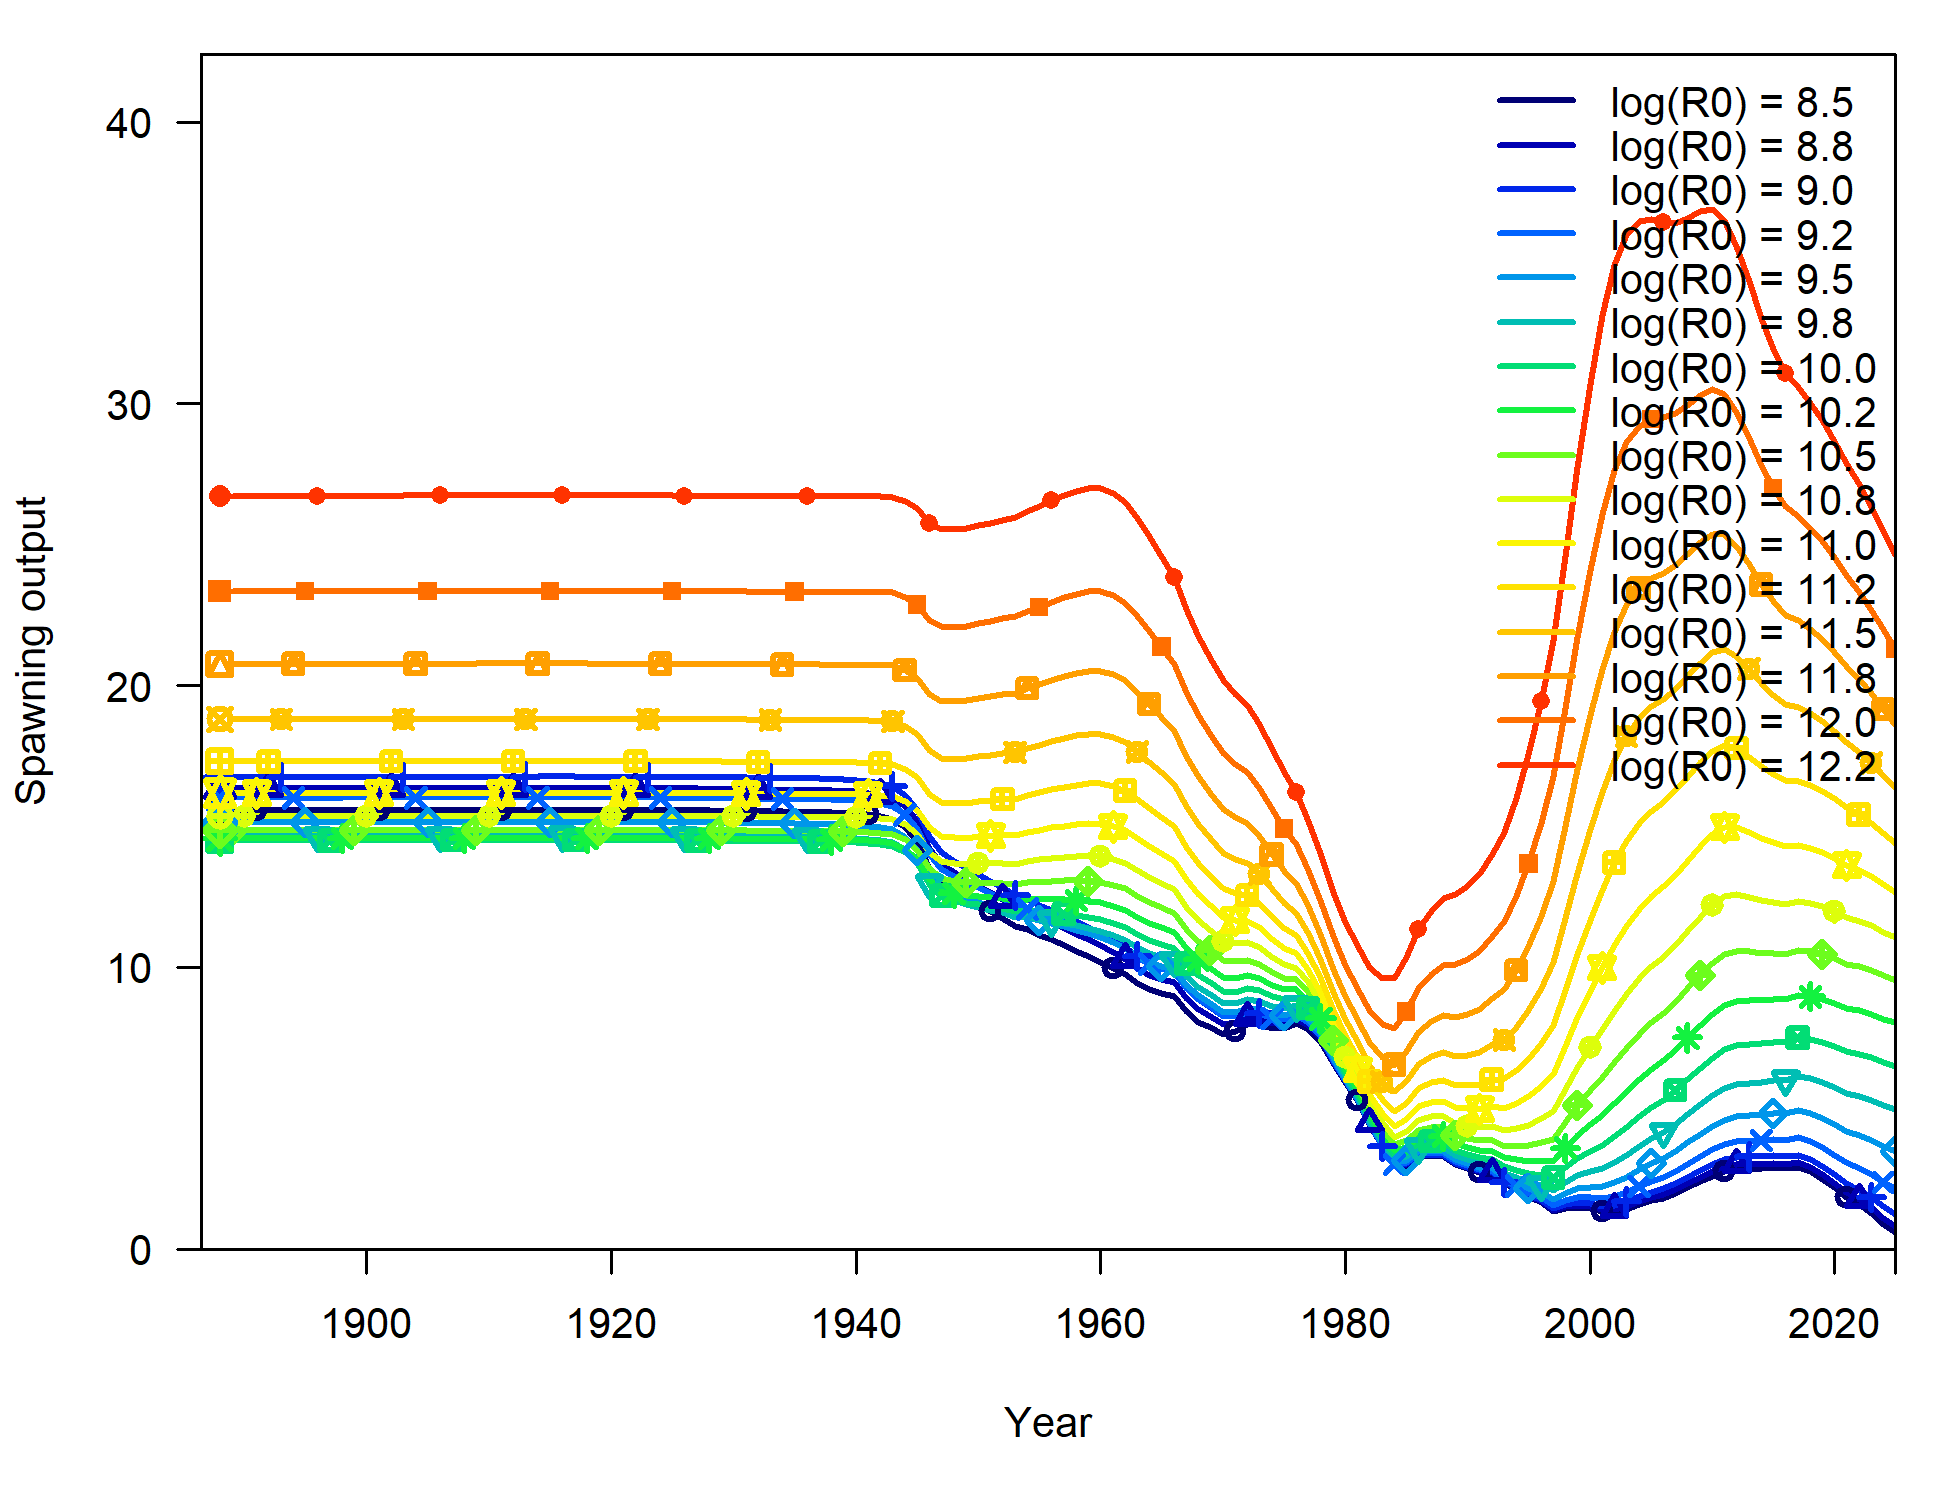 40
30
20
10
0
Spawning output
1900 1920 1940 1960 1980 2000 2020
Year
log(R0) = 8.5
log(R0) = 8.8
log(R0) = 9.0
log(R0) = 9.2
log(R0) = 9.5
log(R0) = 9.8
log(R0) = 10.0
log(R0) = 10.2
log(R0) = 10.5
log(R0) = 10.8
log(R0) = 11.0
log(R0) = 11.2
log(R0) = 11.5
log(R0) = 11.8
log(R0) = 12.0
log(R0) = 12.2